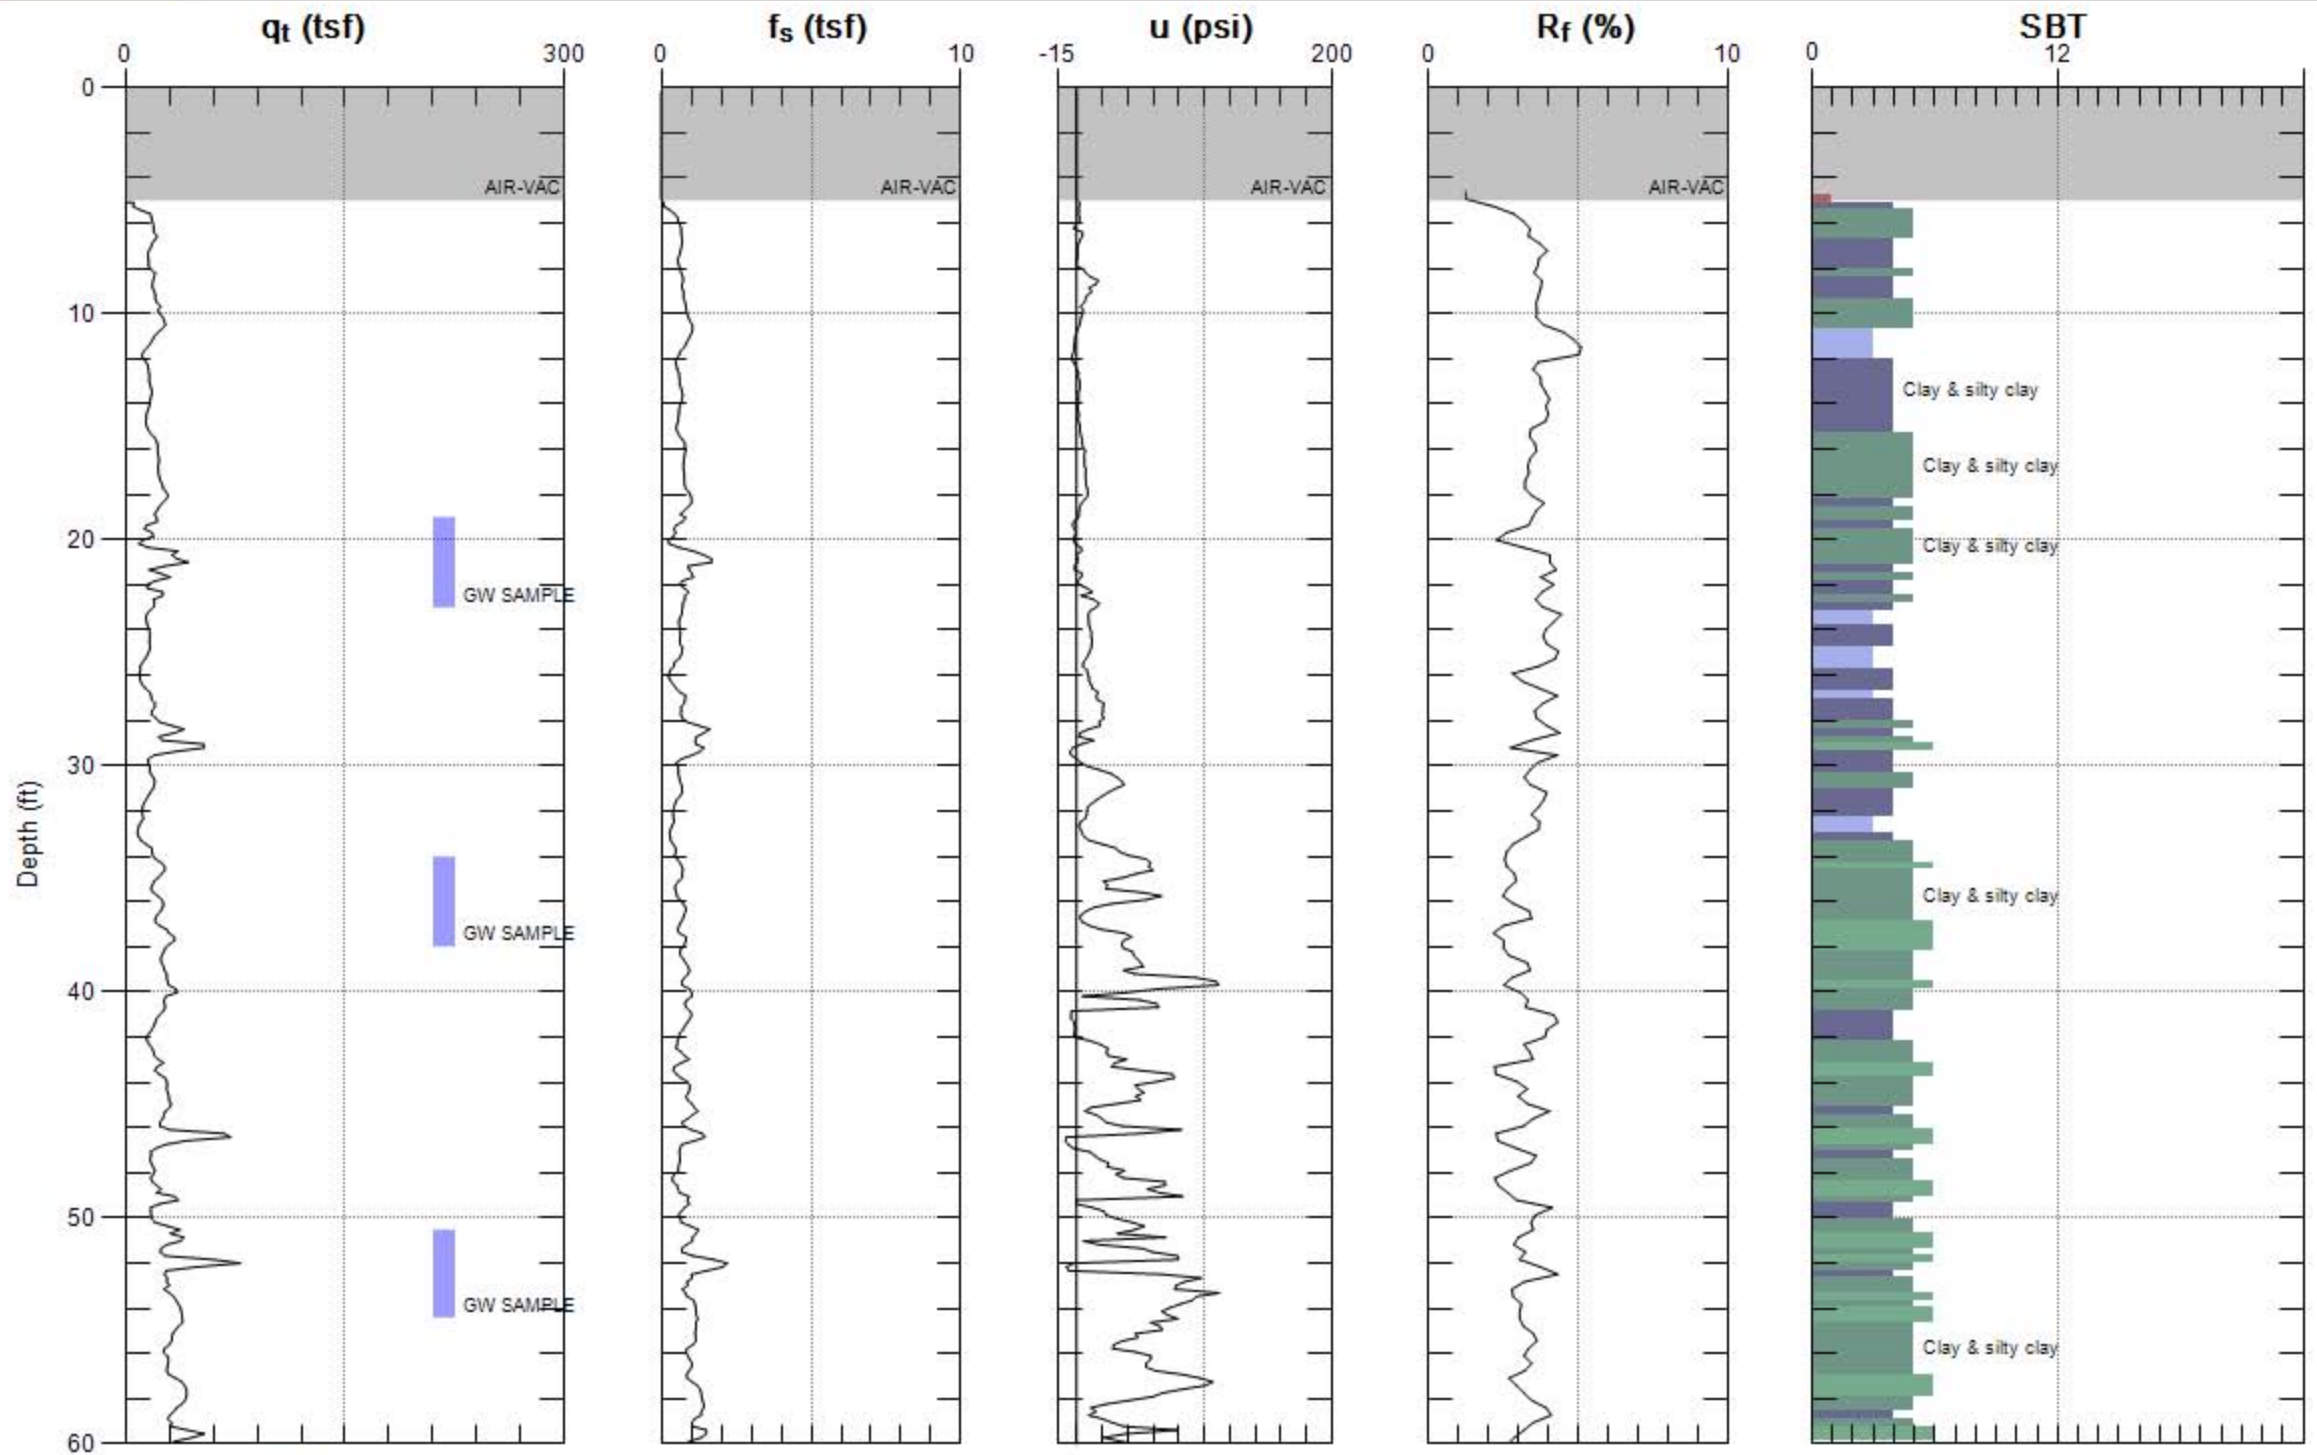 qt (tsf) fs (tsf) u (psi) Rf (%) SBT
0 300 0 10 -15 200 0 10 0 12
0
AIR-VAC AIR-VAC AIR-VAC AIR-VAC
10
Clay & silty clay
Clay & silty clay
20
Clay & silty clay
GW SAMPLE
30
Depth (ft)
Clay & silty clay
GW SAMPLE
40
50
GW SAMPLE
Clay & silty clay
60